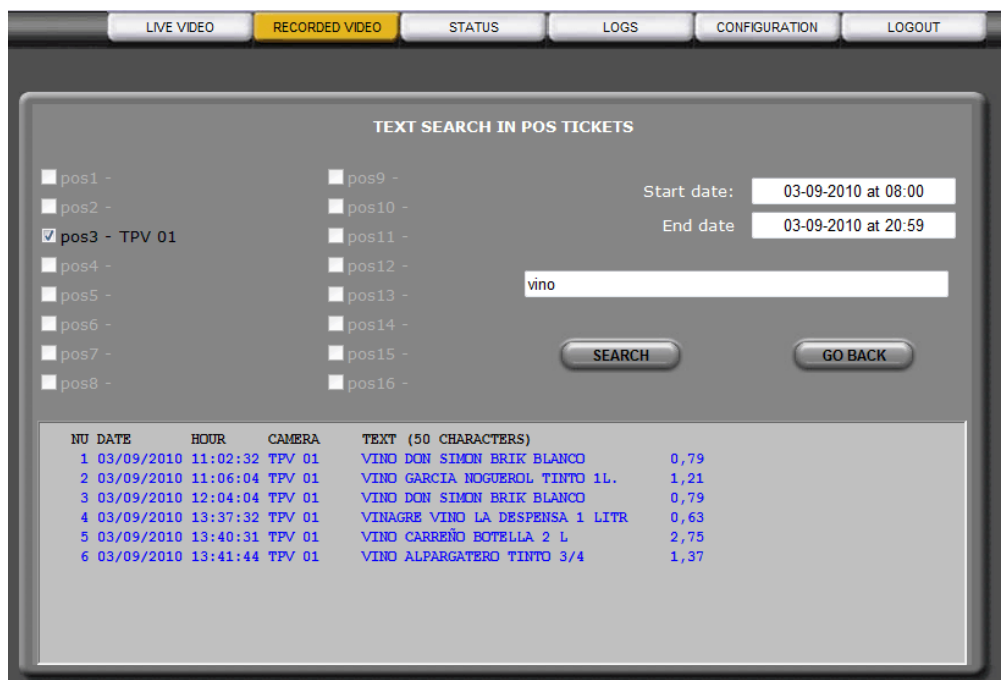 LIVE VIDEO RECORDED VIDEO STATUS LOGS CONFIGURATION LOGOUT
TEXT SEARCH IN POS TICKETS
pos1 -
pos2 -
pos3 - TPV 01
pos4 -
pos5 -
pos6 -
pos7 -
pos8 -
pos9 -
pos10 -
pos11 -
pos12 -
pos13 -
pos14 -
pos15 -
pos16 -
Start date: 03-09-2010 at 08:00
End date 03-09-2010 at 20:59
vino
SEARCH GO BACK
NU DATE HOUR CAMERA TEXT (50 CHARACTERS)
1 03/09/2010 11:02:32 TPV 01 VINO DON SIMON BRIK BLANCO 0,79
2 03/09/2010 11:06:04 TPV 01 VINO GARCIA NOGUEROL TINTO 1L. 1,21
3 03/09/2010 12:04:04 TPV 01 VINO DON SIMON BRIK BLANCO 0,79
4 03/09/2010 13:37:32 TPV 01 VINAGRE VINO LA DESPENSA 1 LITR 0,63
5 03/09/2010 13:40:31 TPV 01 VINO CARREÑO BOTELLA 2 L 2,75
6 03/09/2010 13:41:44 TPV 01 VINO ALPARGATERO TINTO 3/4 1,37